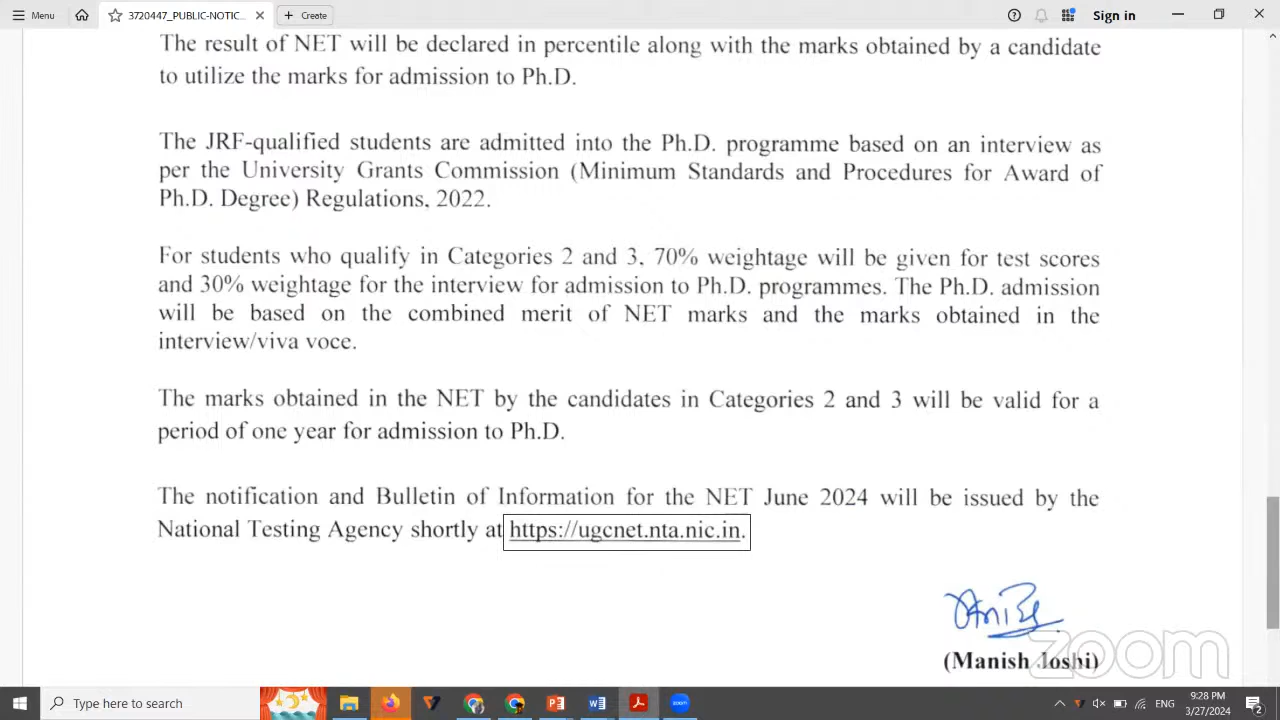 Menu
3720447_PUBLIC-NOTIC...
Create
Sign in
The result of NET will be declared in percentile along with the marks obtained by a candidate
to utilize the marks for admission to Ph.D.
The JRF-qualified students are admitted into the Ph.D. programme based on an interview as
per the University Grants Commission (Minimum Standards and Procedures for Award of
Ph.D. Degree) Regulations, 2022.
For students who qualify in Categories 2 and 3, 70% weightage will be given for test scores
and 30% weightage for the interview for admission to Ph.D. programmes. The Ph.D. admission
will be based on the combined merit of NET marks and the marks obtained in the
interview/viva voce.
The marks obtained in the NET by the candidates in Categories 2 and 3 will be valid for a
period of one year for admission to Ph.D.
The notification and Bulletin of Information for the NET June 2024 will be issued by the
National Testing Agency shortly at https://ugcnet.nta.nic.in.
(Manish Joshi)
zoom
Type here to search
zoom
ENG
9:28 PM
3/27/2024
2